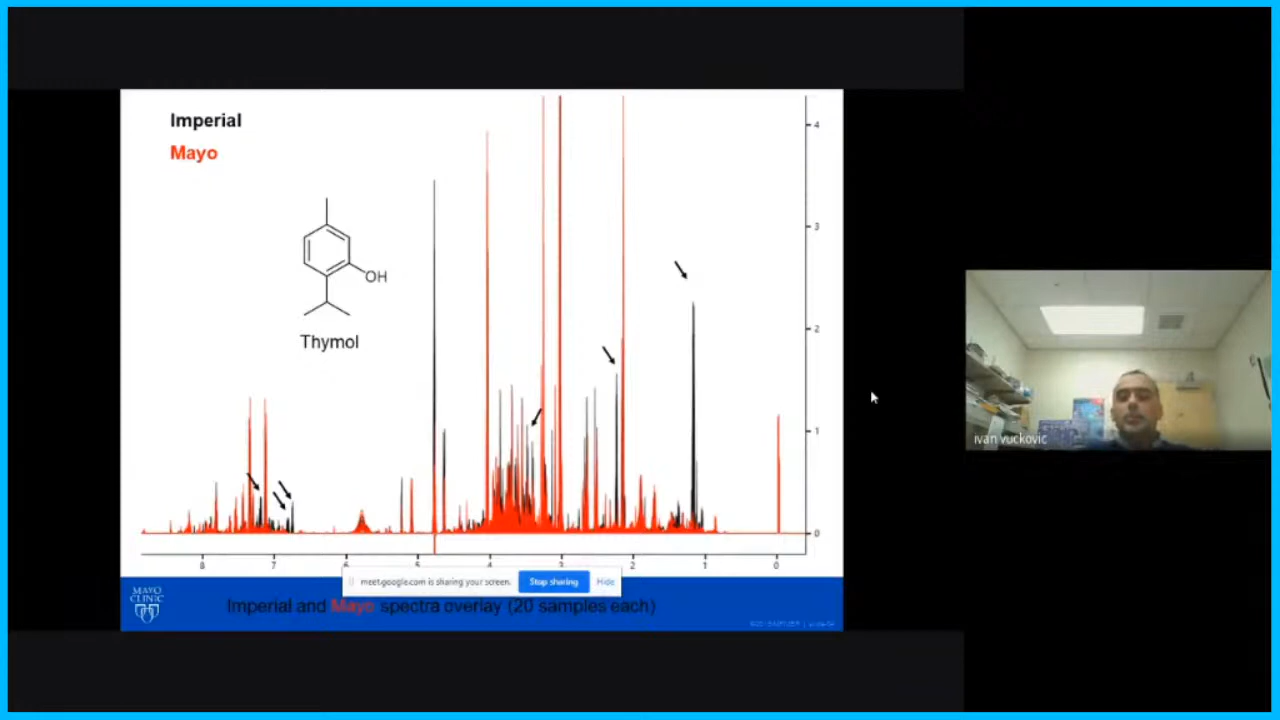 Imperial
Mayo
OH
Thymol
4
3
2
1
0
8 7 6 5 4 3 2 1 0
meet.google.com is sharing your screen.
Stop sharing
Hide
MAYO
CLINIC
Imperial and Mayo spectra overlay (20 samples each)
ivan vuckovic